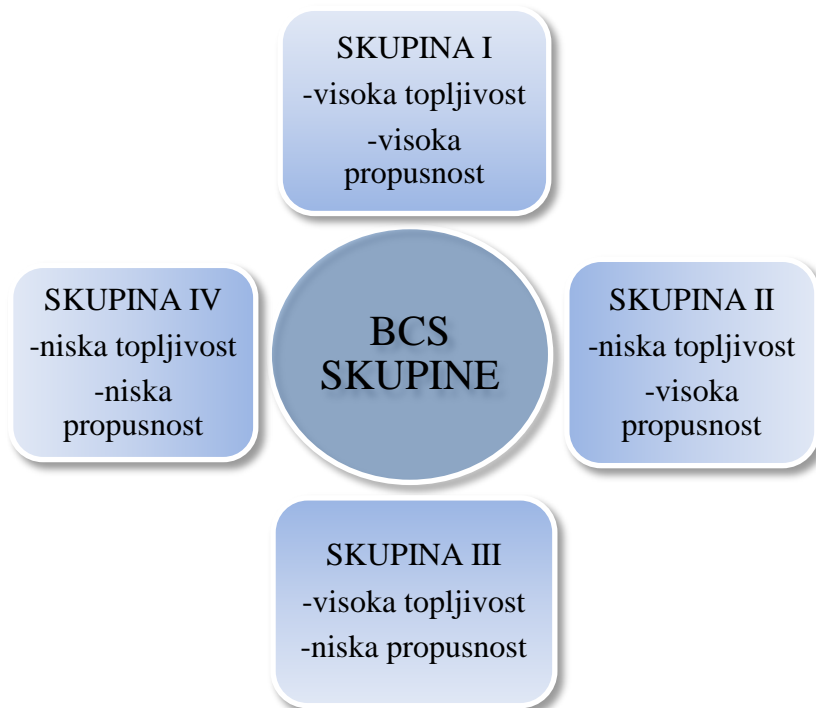 SKUPINA I
-visoka topljivost
-visoka
propusnost
SKUPINA IV
-niska topljivost
-niska
propusnost
BCS
SKUPINE
SKUPINA II
-niska topljivost
-visoka
propusnost
SKUPINA III
-visoka topljivost
-niska propusnost